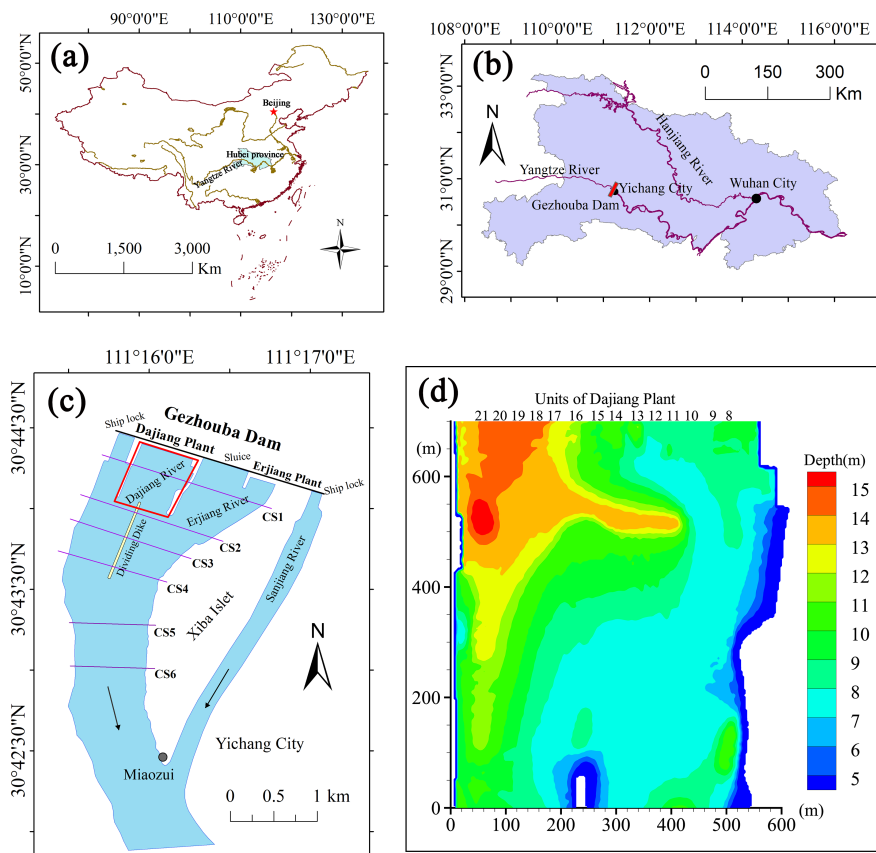 (a)
90°0'0"E 110°0'0"E 130°0'0"E
50°0'0"N
30°0'0"N
10°0'0"N
Beijing
Hubei province
Yangtze River
N
0 1,500 3,000
Km
(b)
108°0'0"E 110°0'0"E 112°0'0"E 114°0'0"E 116°0'0"E
33°0'0"N
31°0'0"N
29°0'0"N
0 150 300
Km
N
Hanjiang River
Yangtze River
Yichang City
Wuhan City
Gezhouba Dam
(c)
111°16'0"E 111°17'0"E
30°44'30"N
30°43'30"N
30°42'30"N
Ship lock
Gezhouba Dam
Dajiang Plant
Sluice
Erjiang Plant
Ship lock
Dajiang River
Erjiang River
Dividing Dike
Sanjiang River
CS1
CS2
CS3
CS4
CS5
CS6
Xiba Islet
N
Yichang City
Miaozui
0 0.5 1 km
(d)
Units of Dajiang Plant
21 20 19 18 17 16 15 14 13 12 11 10 9 8
(m)
600
400
200
0
0 100 200 300 400 500 600
(m)
Depth(m)
15
14
13
12
11
10
9
8
7
6
5